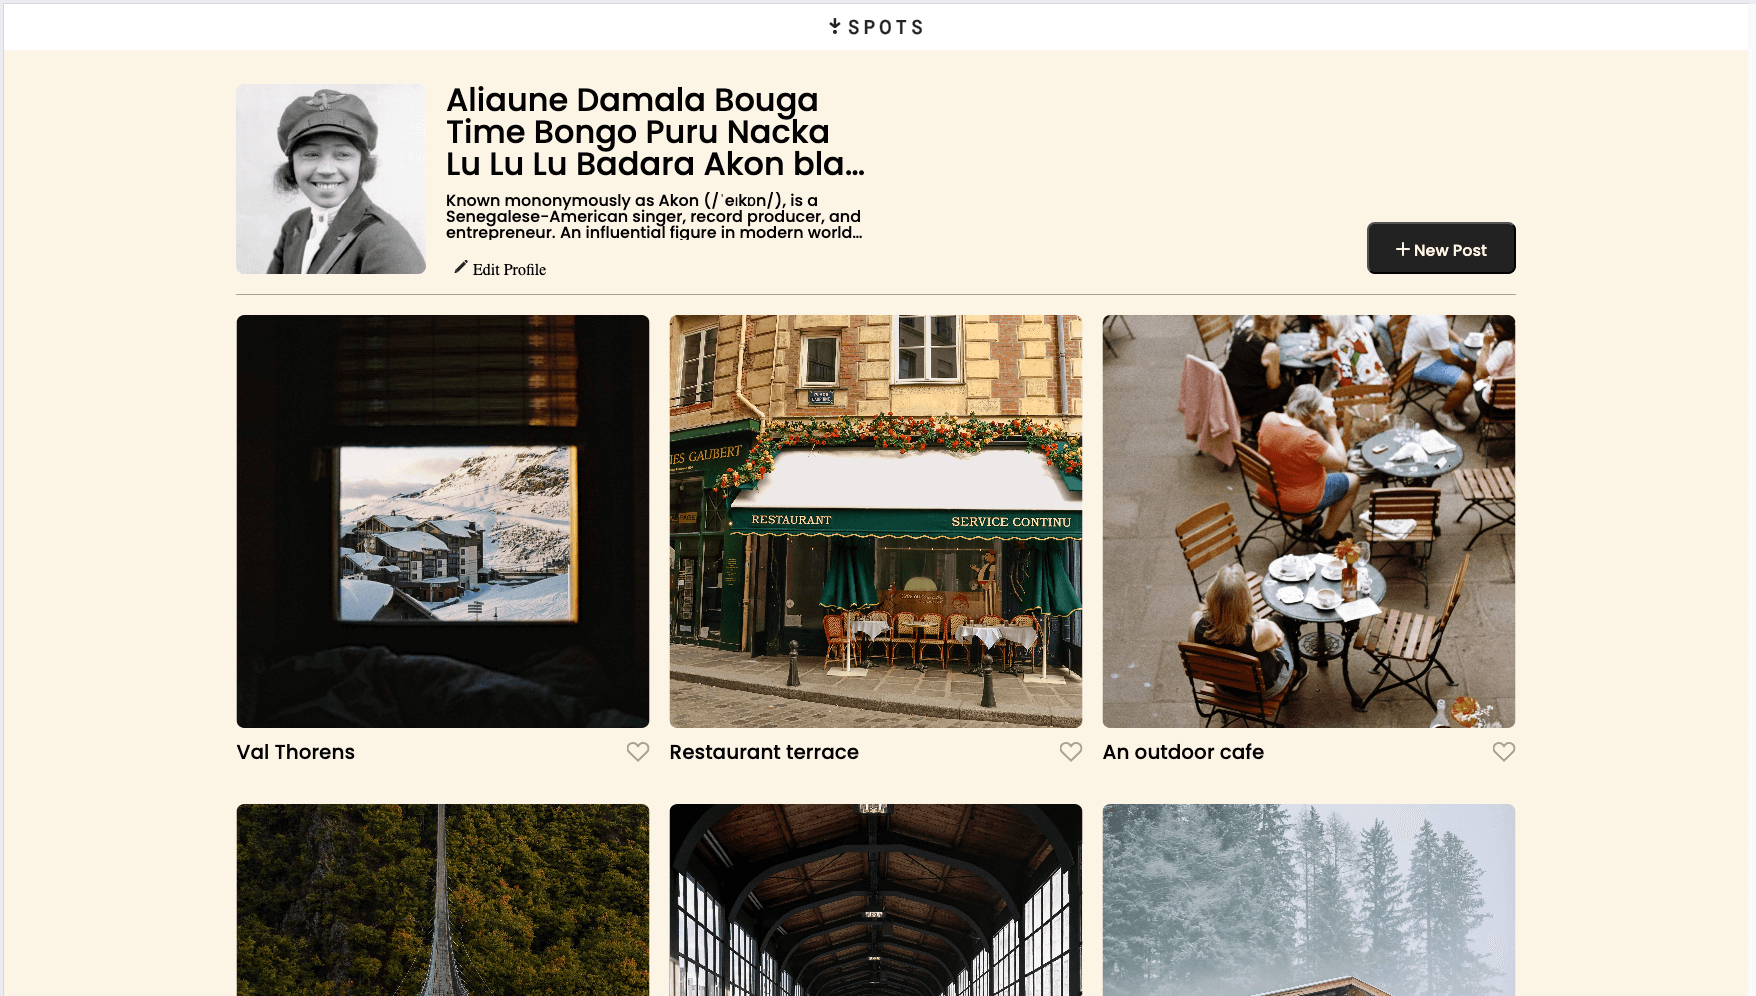 SPOTS
Aliaune Damala Bouga
Time Bongo Puru Nacka
Lu Lu Lu Badara Akon bla...
Known mononymously as Akon (/ˈeɪkɒn/), is a
Senegalese-American singer, record producer, and
entrepreneur. An influential figure in modern world...
Edit Profile
+ New Post
ES GAUBERT
RESTAURANT
SERVICE CONTINU
Val Thorens
Restaurant terrace
An outdoor cafe